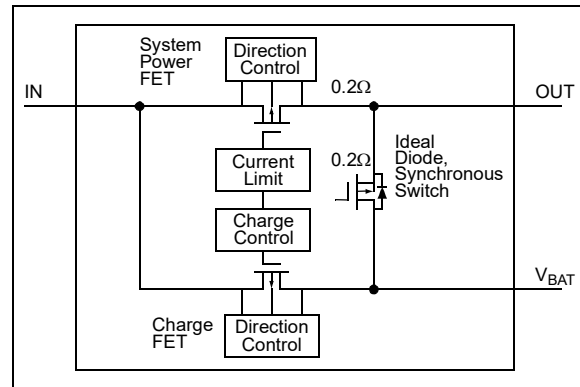 System
Power
FET
Direction
Control
0.2Ω
IN
OUT
Current
Limit
0.2Ω
Ideal
Diode,
Synchronous
Switch
Charge
Control
VBAT
Charge
FET
Direction
Control